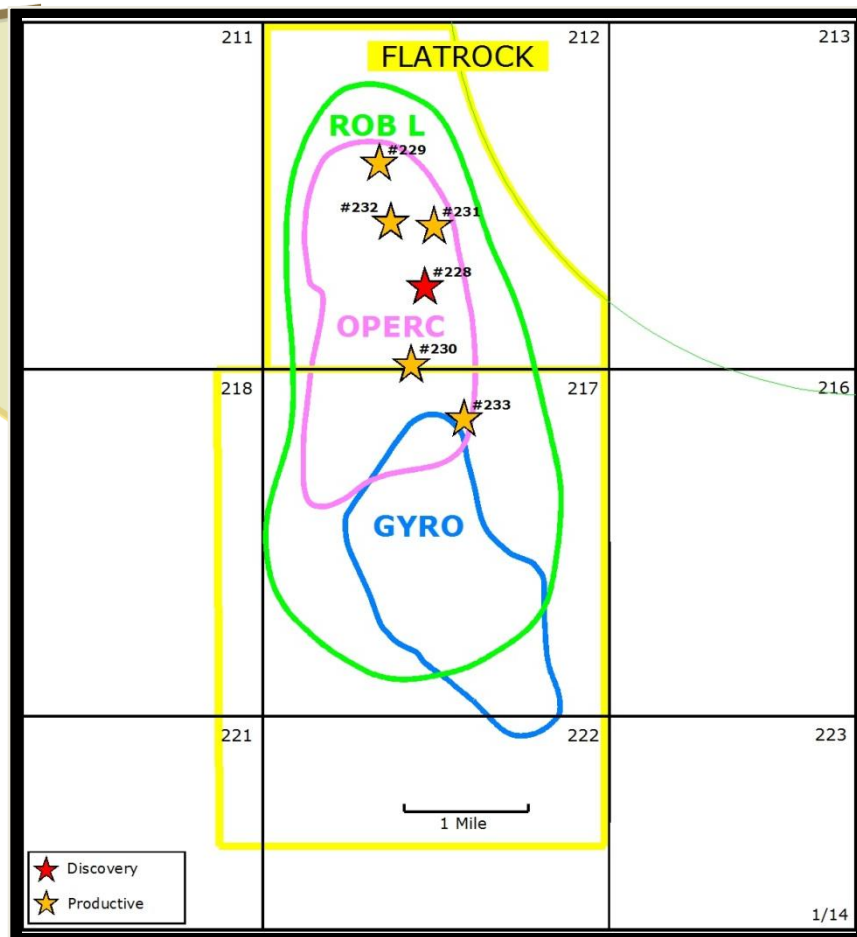 211
212
213
FLATROCK
ROB L
#229
#232
#231
#228
OPERC
#230
218
217
216
#233
GYRO
221
222
223
1 Mile
Discovery
Productive
1/14